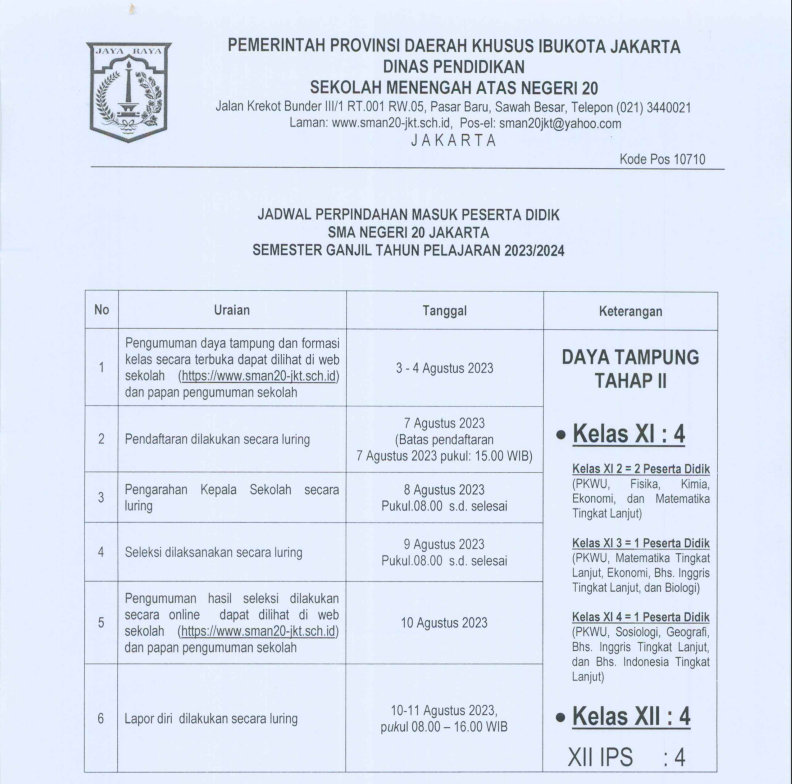 JAYA RAYA
PEMERINTAH PROVINSI DAERAH KHUSUS IBUKOTA JAKARTA
DINAS PENDIDIKAN
SEKOLAH MENENGAH ATAS NEGERI 20
Jalan Krekot Bunder III/1 RT.001 RW.05, Pasar Baru, Sawah Besar, Telepon (021) 3440021
Laman: www.sman20-jkt.sch.id, Pos-el: sman20jkt@yahoo.com
J A K A R T A
Kode Pos 10710
JADWAL PERPINDAHAN MASUK PESERTA DIDIK
SMA NEGERI 20 JAKARTA
SEMESTER GANJIL TAHUN PELAJARAN 2023/2024
No
Uraian
Tanggal
Keterangan
1
Pengumuman daya tampung dan formasi
kelas secara terbuka dapat dilihat di web
sekolah (https://www.sman20-jkt.sch.id)
dan papan pengumuman sekolah
3 - 4 Agustus 2023
2
Pendaftaran dilakukan secara luring
7 Agustus 2023
(Batas pendaftaran
7 Agustus 2023 pukul: 15.00 WIB)
3
Pengarahan Kepala Sekolah secara
luring
8 Agustus 2023
Pukul.08.00 s.d. selesai
4
Seleksi dilaksanakan secara luring
9 Agustus 2023
Pukul.08.00 s.d. selesai
5
Pengumuman hasil seleksi dilakukan
secara online dapat dilihat di web
sekolah (https://www.sman20-jkt.sch.id)
dan papan pengumuman sekolah
10 Agustus 2023
6
Lapor diri dilakukan secara luring
10-11 Agustus 2023,
pukul 08.00 – 16.00 WIB
DAYA TAMPUNG
TAHAP II
• Kelas XI : 4
Kelas XI 2 = 2 Peserta Didik
(PKWU, Fisika, Kimia,
Ekonomi, dan Matematika
Tingkat Lanjut)
Kelas XI 3 = 1 Peserta Didik
(PKWU, Matematika Tingkat
Lanjut, Ekonomi, Bhs. Inggris
Tingkat Lanjut, dan Biologi)
Kelas XI 4 = 1 Peserta Didik
(PKWU, Sosiologi, Geografi,
Bhs. Inggris Tingkat Lanjut,
dan Bhs. Indonesia Tingkat
Lanjut)
• Kelas XII : 4
XII IPS : 4